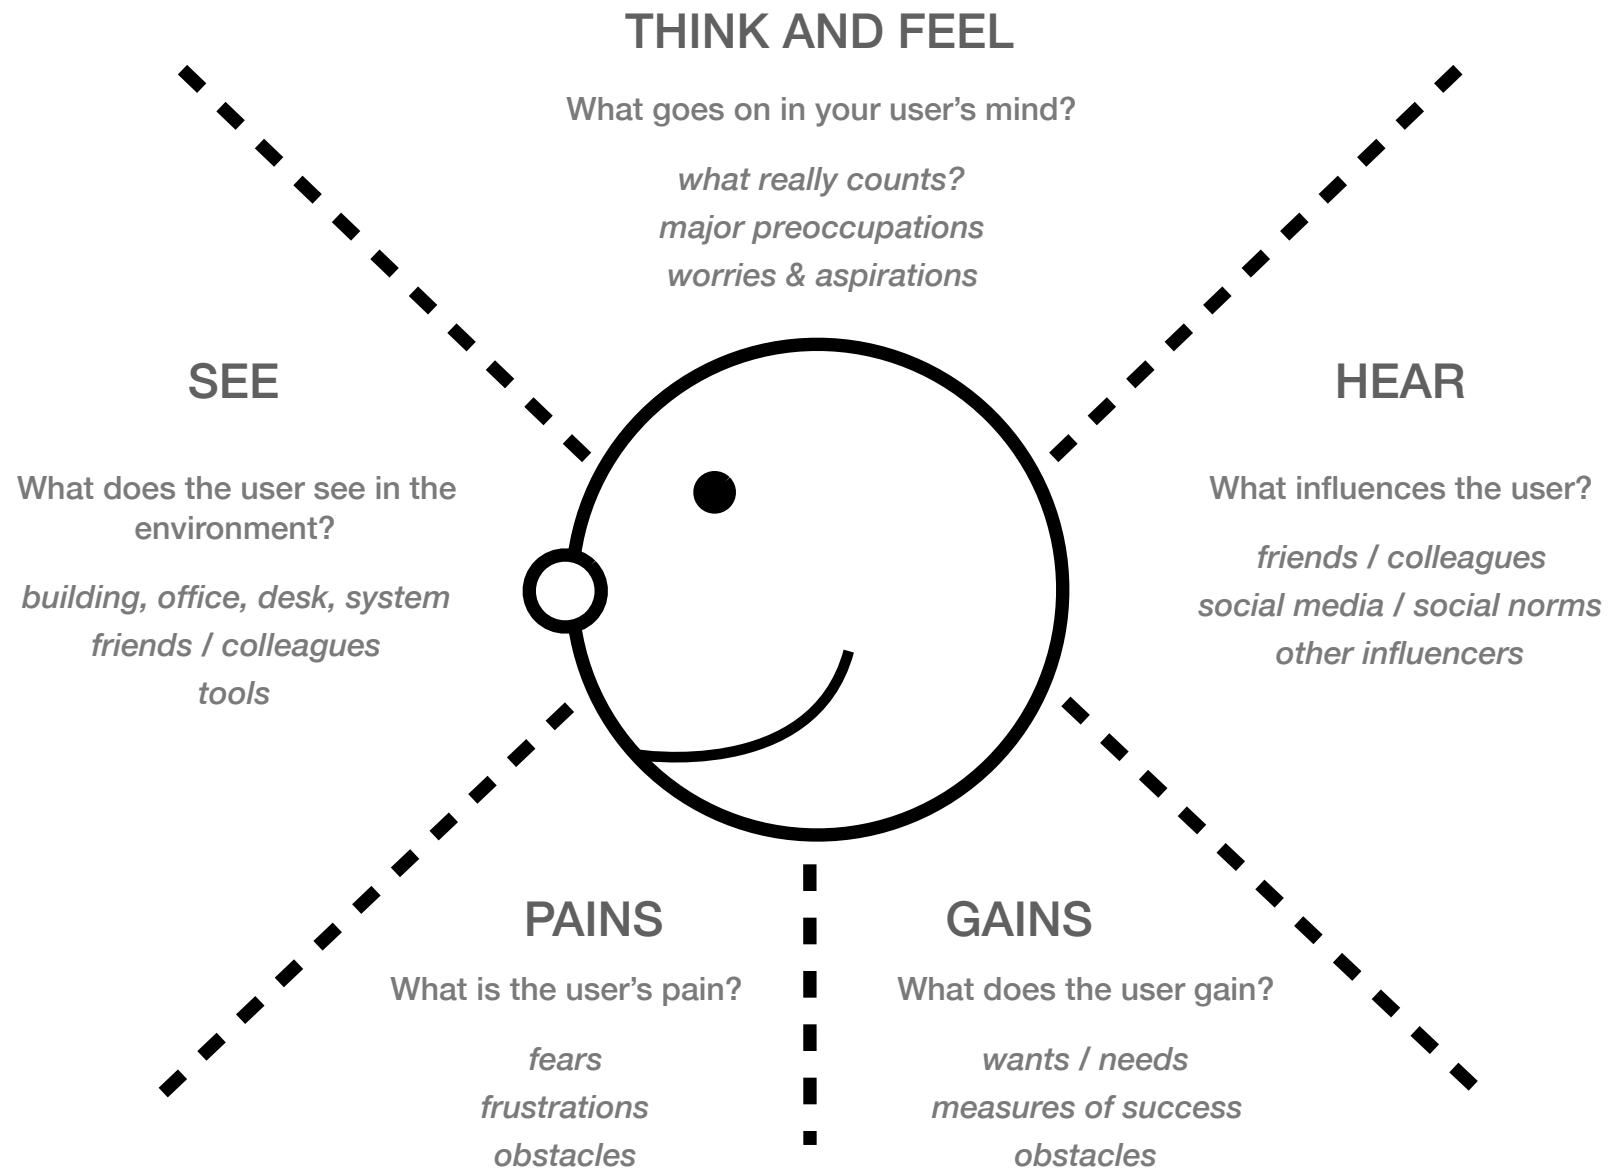 THINK AND FEEL
What goes on in your user’s mind?
what really counts?
major preoccupations
worries & aspirations
SEE
What does the user see in the
environment?
building, office, desk, system
friends / colleagues
tools
HEAR
What influences the user?
friends / colleagues
social media / social norms
other influencers
PAINS
What is the user’s pain?
fears
frustrations
obstacles
GAINS
What does the user gain?
wants / needs
measures of success
obstacles